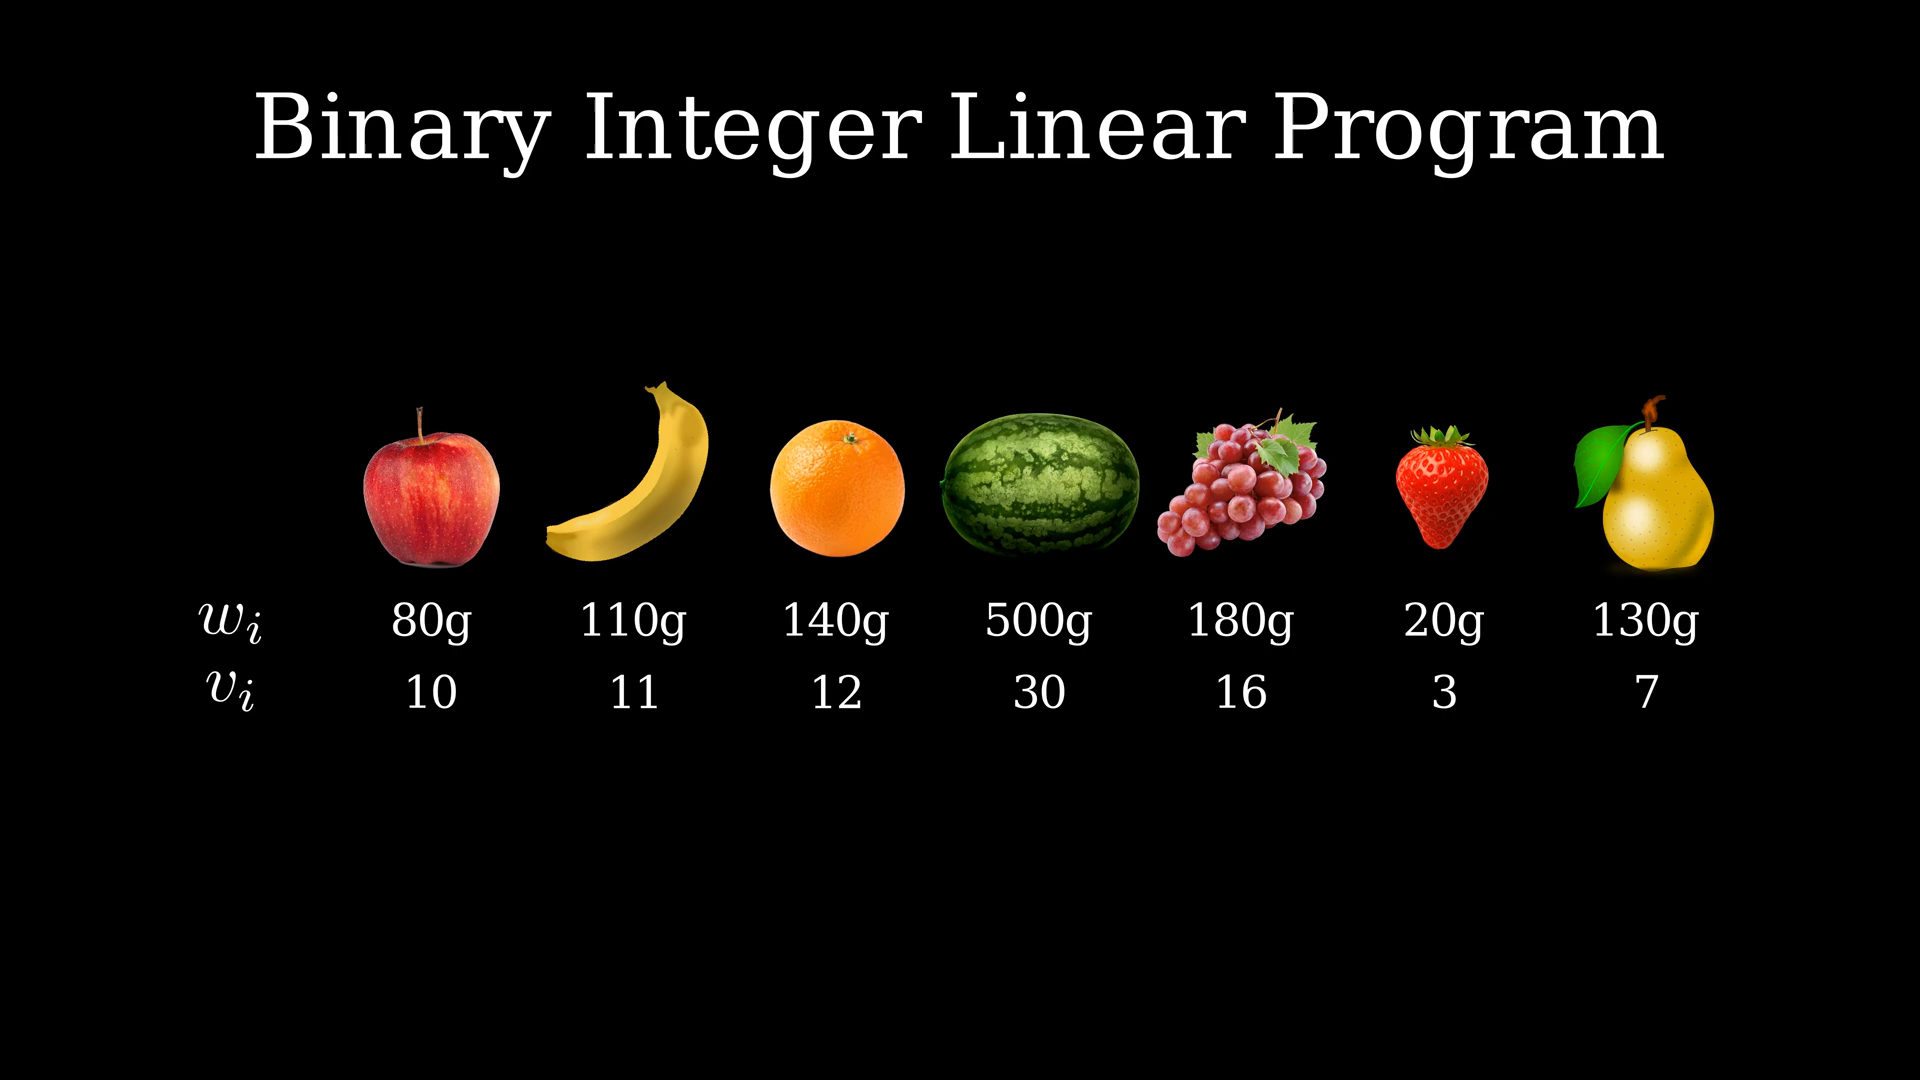 Binary Integer Linear Program
w_i 80g 110g 140g 500g 180g 20g 130g
v_i 10 11 12 30 16 3 7